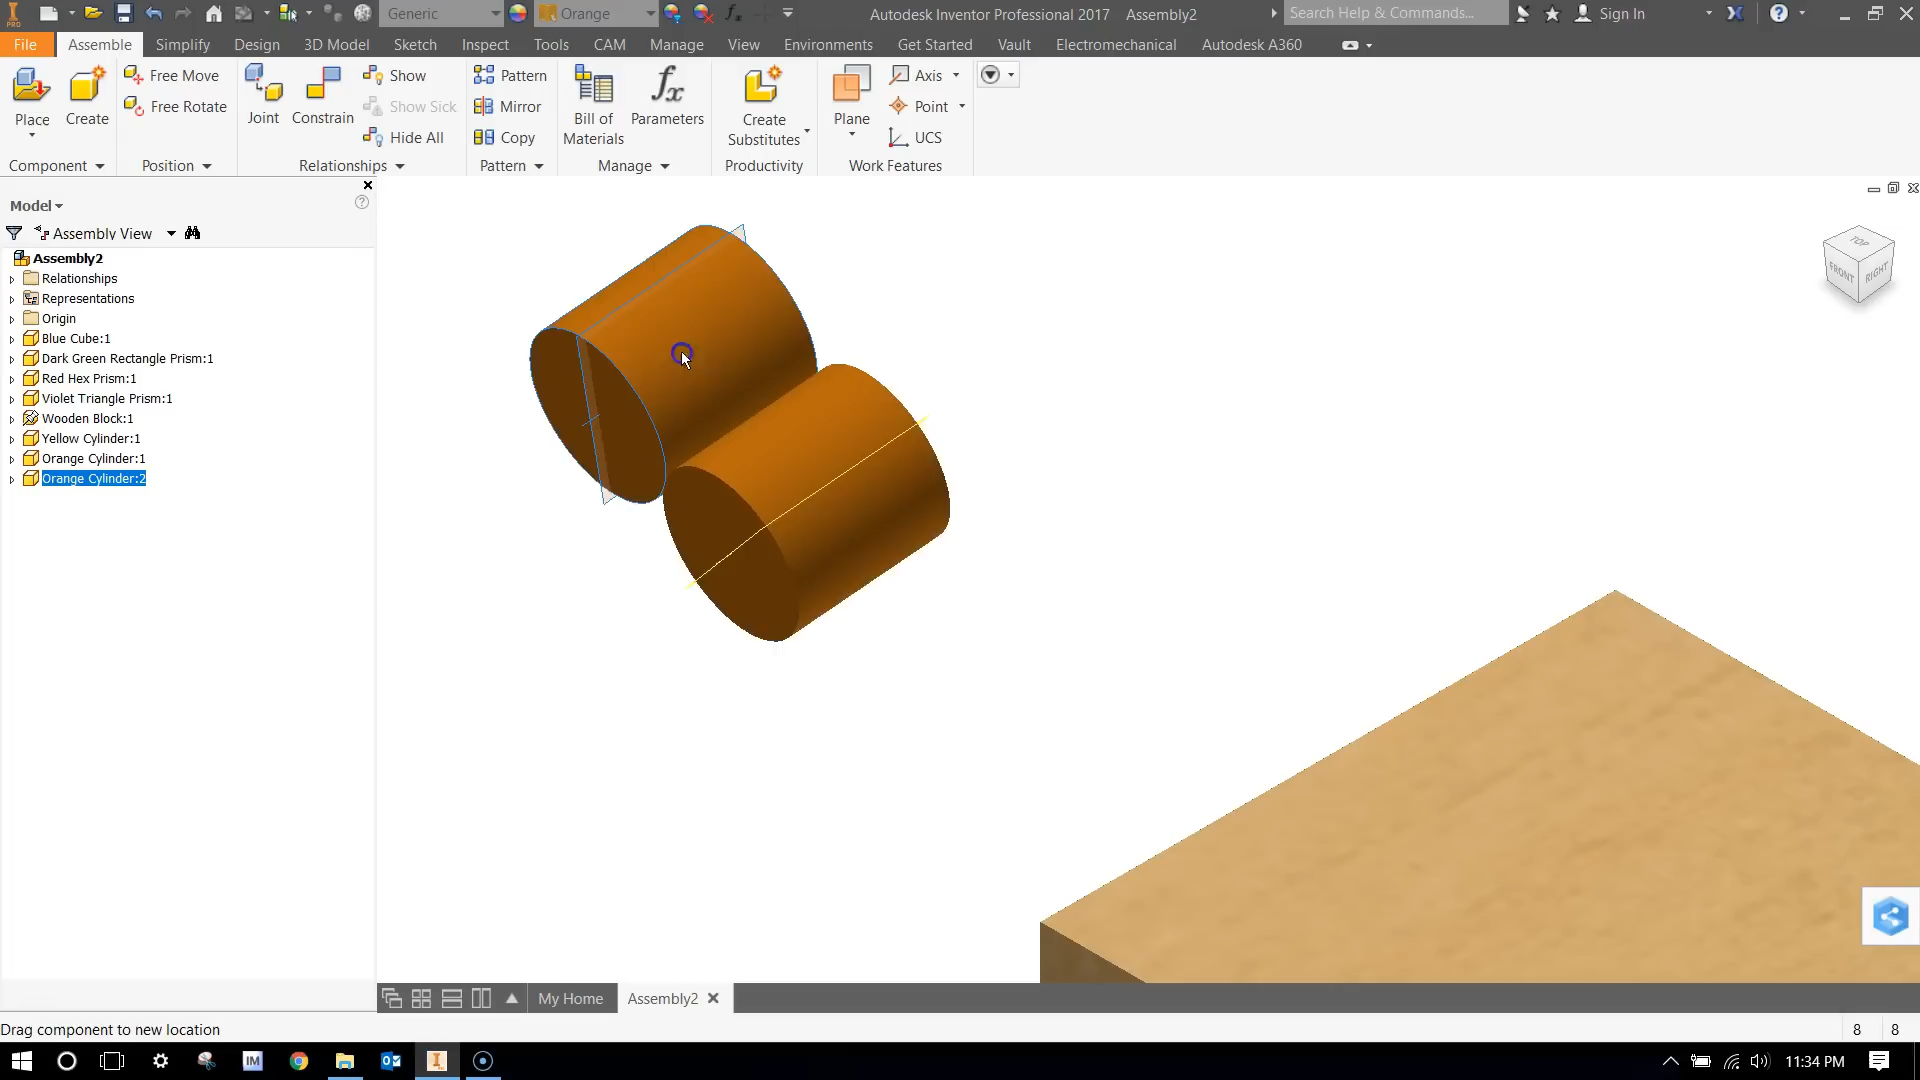 PRO
Generic
Orange
Autodesk Inventor Professional 2017 Assembly2
Search Help & Commands...
Sign In
File Assemble Simplify Design 3D Model Sketch Inspect Tools CAM Manage View Environments Get Started Vault Electromechanical Autodesk A360
Place
Create
Free Move
Free Rotate
Joint
Constrain
Show
Show Sick
Hide All
Pattern
Mirror
Copy
Bill of Materials
Parameters
Create Substitutes
Plane
Axis
Point
UCS
Component Position Relationships Pattern Manage Productivity Work Features
Model
Assembly View
Assembly2
Relationships
Representations
Origin
Blue Cube:1
Dark Green Rectangle Prism:1
Red Hex Prism:1
Violet Triangle Prism:1
Wooden Block:1
Yellow Cylinder:1
Orange Cylinder:1
Orange Cylinder:2
TOP
FRONT
RIGHT
My Home
Assembly2
Drag component to new location
8 8
IM
11:34 PM